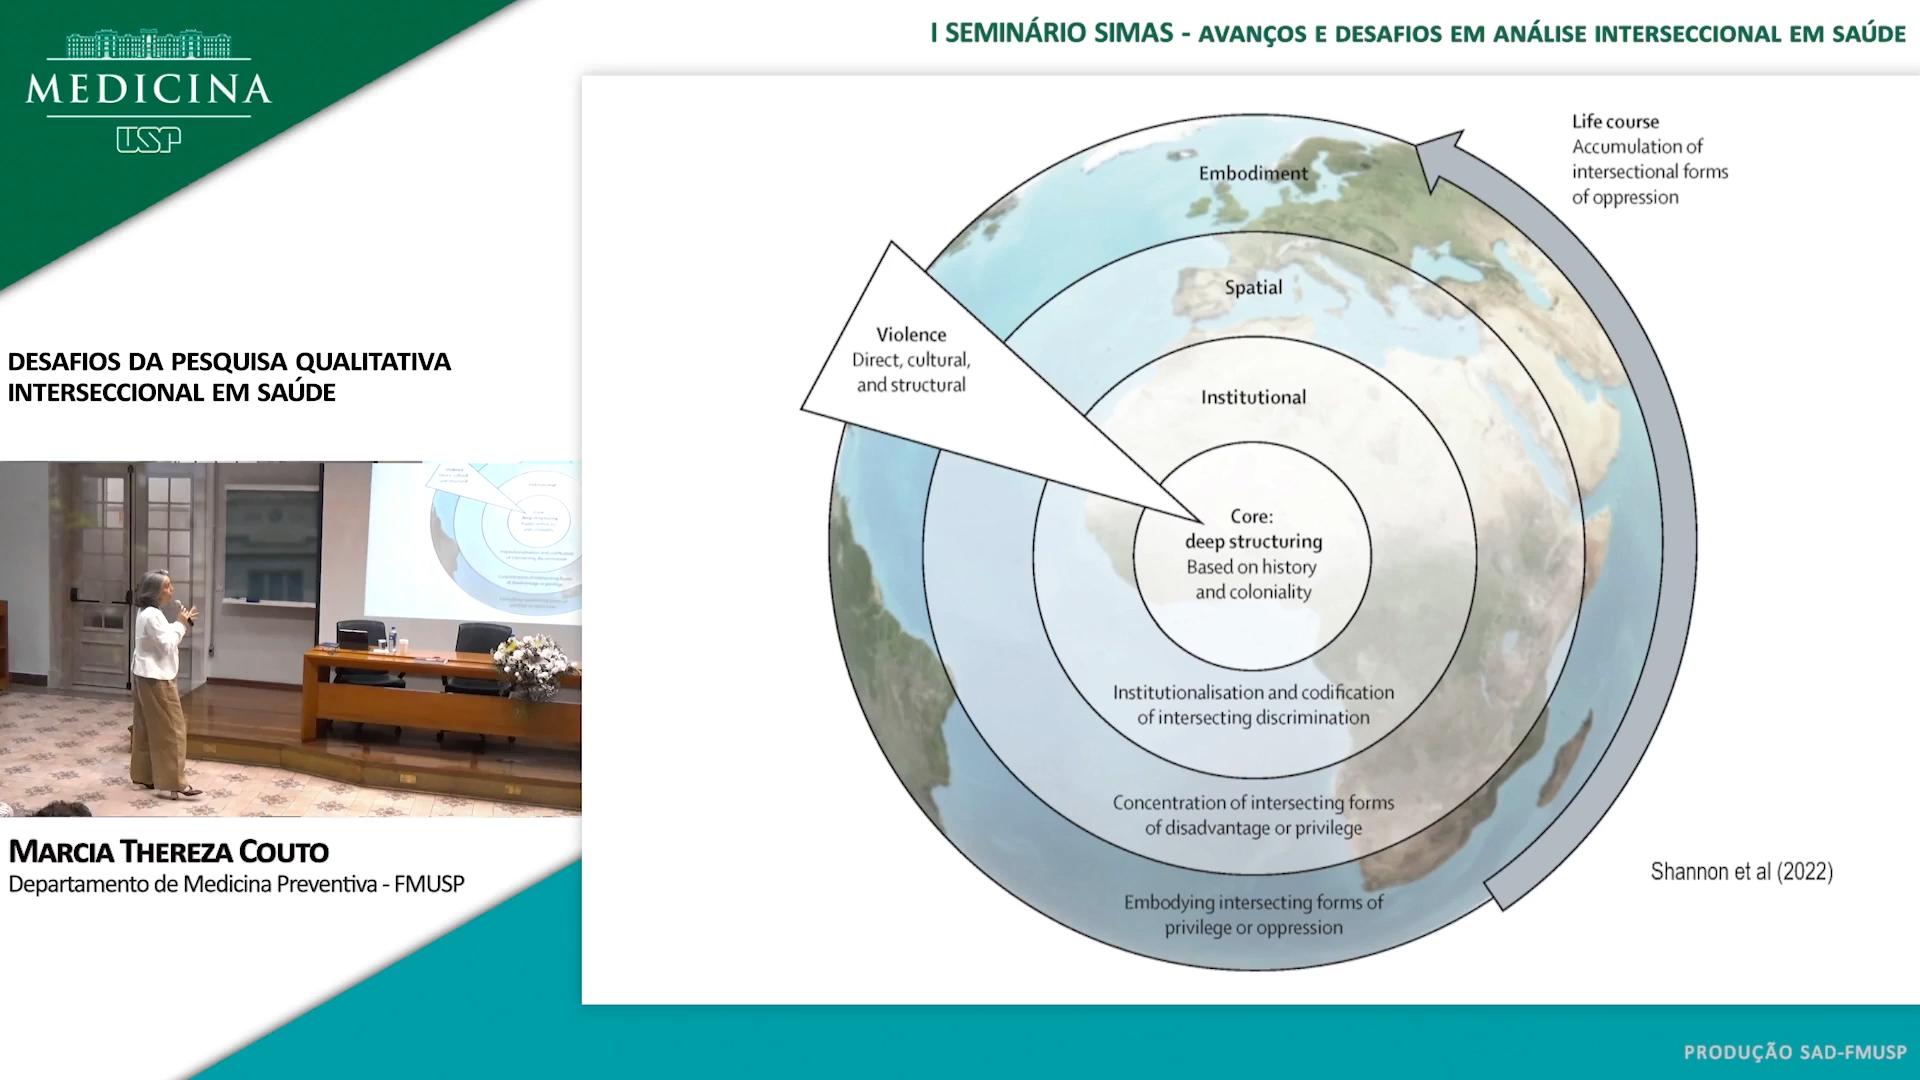 MEDICINA
USP
I SEMINÁRIO SIMAS - AVANÇOS E DESAFIOS EM ANÁLISE INTERSECCIONAL EM SAÚDE
DESAFIOS DA PESQUISA QUALITATIVA
INTERSECCIONAL EM SAÚDE
MARCIA THEREZA COUTO
Departamento de Medicina Preventiva - FMUSP
Life course
Accumulation of
intersectional forms
of oppression
Embodiment
Spatial
Violence
Direct, cultural,
and structural
Institutional
Core:
deep structuring
Based on history
and coloniality
Institutionalisation and codification
of intersecting discrimination
Concentration of intersecting forms
of disadvantage or privilege
Embodying intersecting forms of
privilege or oppression
Shannon et al (2022)
PRODUÇÃO SAD-FMUSP